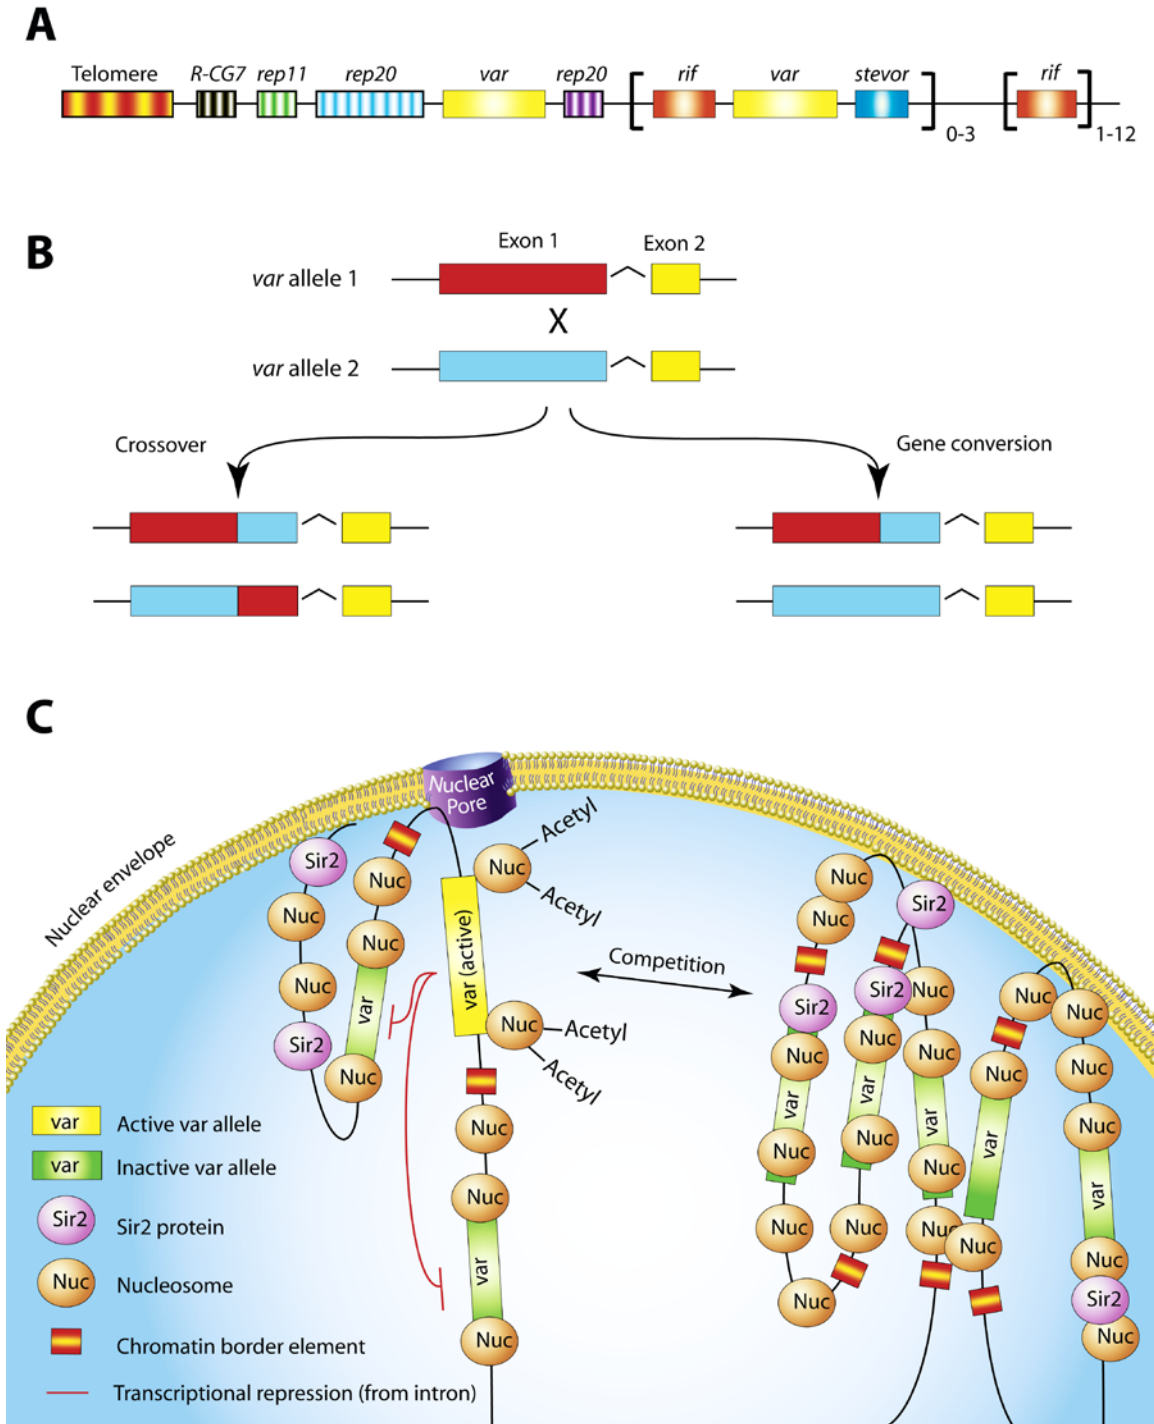 A
Telomere R-CG7 rep11 rep20 var rep20 rif var stevor rif
0-3 1-12
B
Exon 1 Exon 2
var allele 1
X
var allele 2
Crossover Gene conversion
C
Nuclear envelope
Nuclear
Pore
Acetyl
Acetyl
Acetyl
Acetyl
Sir2
Nuc
Nuc
Sir2
Nuc
var
Nuc
Nuc
var (active)
Nuc
Nuc
Nuc
Nuc
var
Nuc
Competition
Nuc
Nuc
Sir2
Nuc
var
Nuc
Nuc
Nuc
Sir2
Sir2
Nuc
var
Nuc
Nuc
Nuc
Nuc
var
Nuc
Nuc
Nuc
Nuc
var
Nuc
Nuc
Nuc
Nuc
var
Nuc
Sir2
Nuc
var Active var allele
var Inactive var allele
Sir2 Sir2 protein
Nuc Nucleosome
Chromatin border element
Transcriptional repression (from intron)